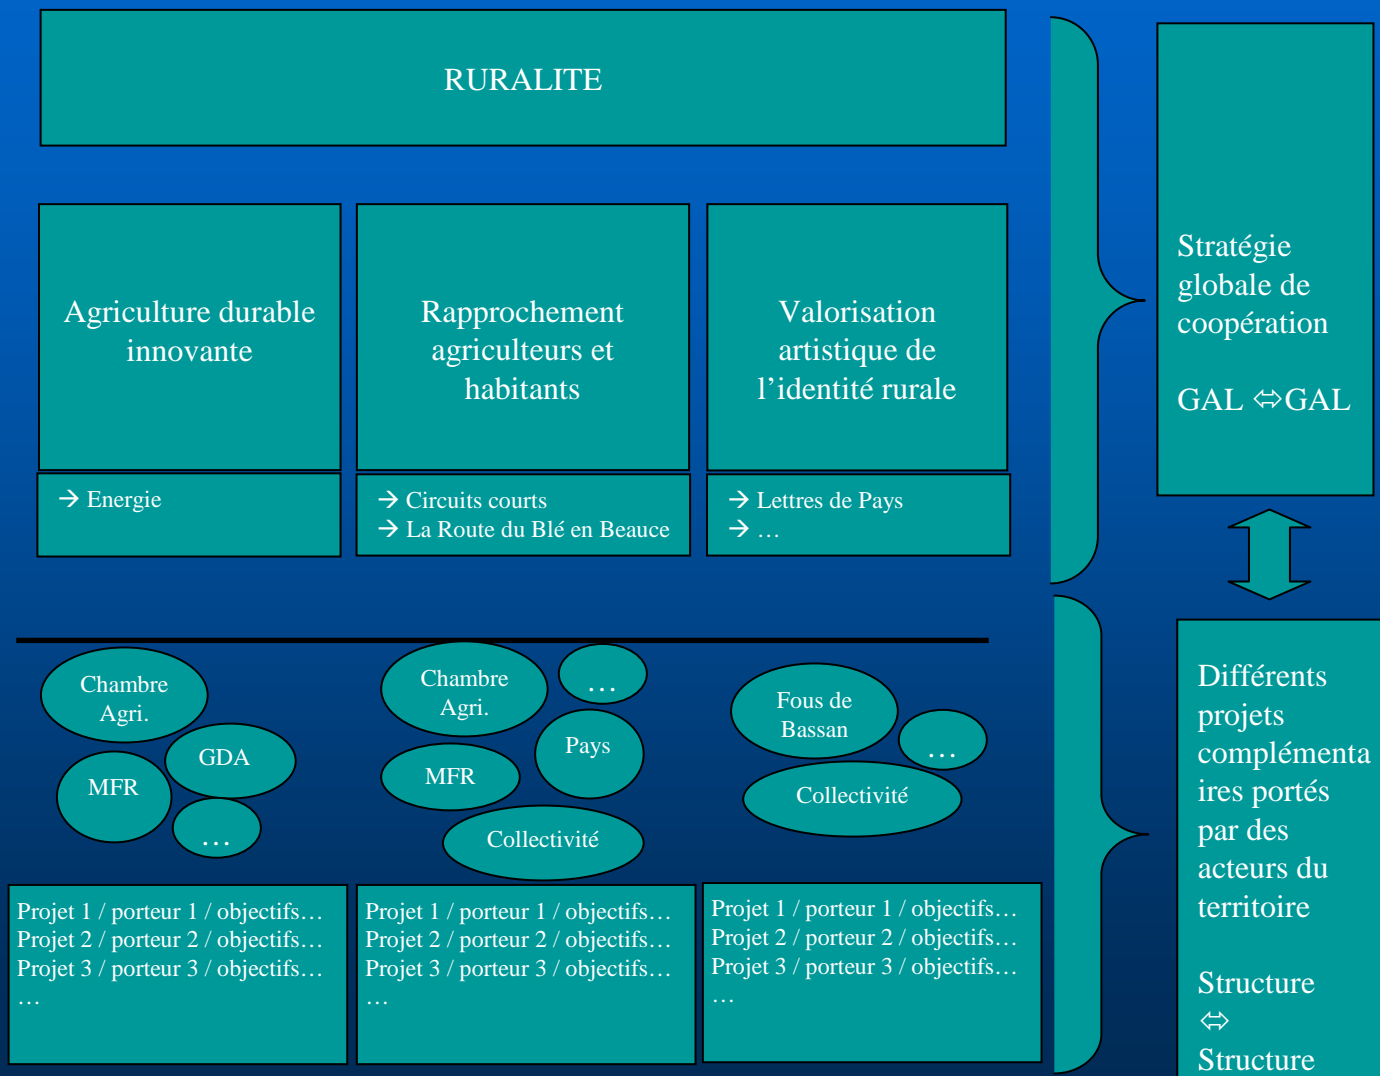 RURALITE
Agriculture durable
innovante
→ Energie
Rapprochement
agriculteurs et
habitants
→ Circuits courts
→ La Route du Blé en Beauce
Valorisation
artistique de
l’identité rurale
→ Lettres de Pays
→ …
Stratégie
globale de
coopération
GAL ⇔ GAL
Chambre
Agri.
GDA
MFR
…
Chambre
Agri.
…
Pays
MFR
Collectivité
Fous de
Bassan
…
Collectivité
Projet 1 / porteur 1 / objectifs…
Projet 2 / porteur 2 / objectifs…
Projet 3 / porteur 3 / objectifs…
…
Projet 1 / porteur 1 / objectifs…
Projet 2 / porteur 2 / objectifs…
Projet 3 / porteur 3 / objectifs…
…
Projet 1 / porteur 1 / objectifs…
Projet 2 / porteur 2 / objectifs…
Projet 3 / porteur 3 / objectifs…
…
Différents
projets
complémenta
ires portés
par des
acteurs du
territoire
Structure
⇔
Structure